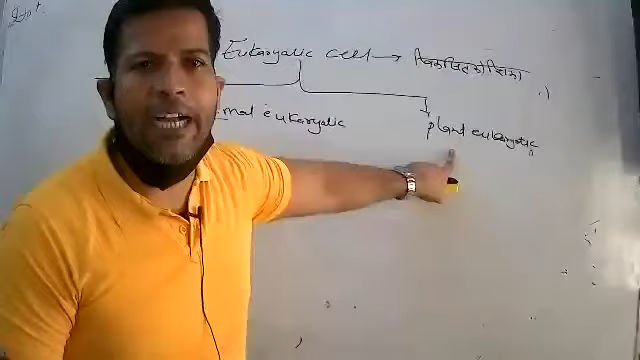 Eukaryotic cell → विकसित कोशिका
mal eukaryotic
plant eukaryotic